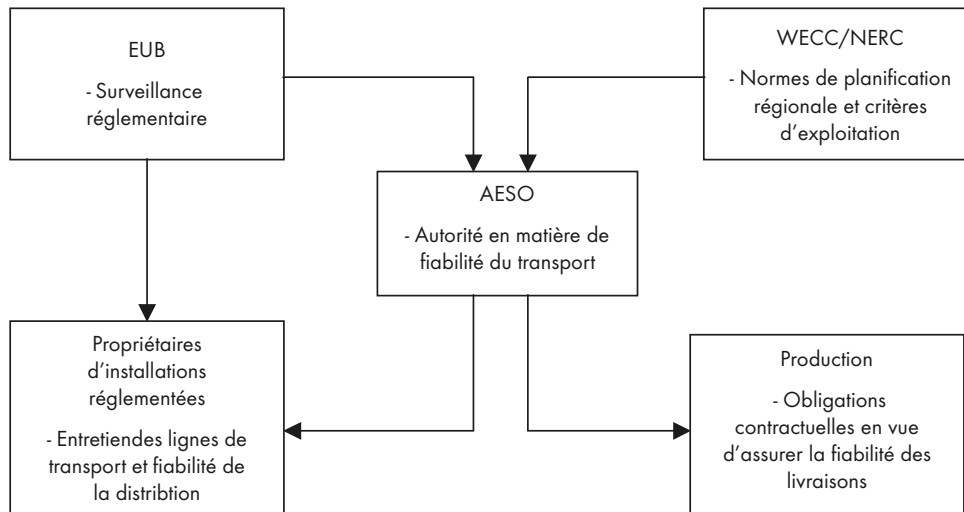 EUB
- Surveillance
réglementaire
WECC/NERC
- Normes de planification
régionale et critères
d'exploitation
AESO
- Autorité en matière de
fiabilité du transport
Propriétaires
d'installations
réglementées
- Entretiendes lignes de
transport et fiabilité de
la distribtion
Production
- Obligations
contractuelles en vue
d'assurer la fiabilité des
livraisons